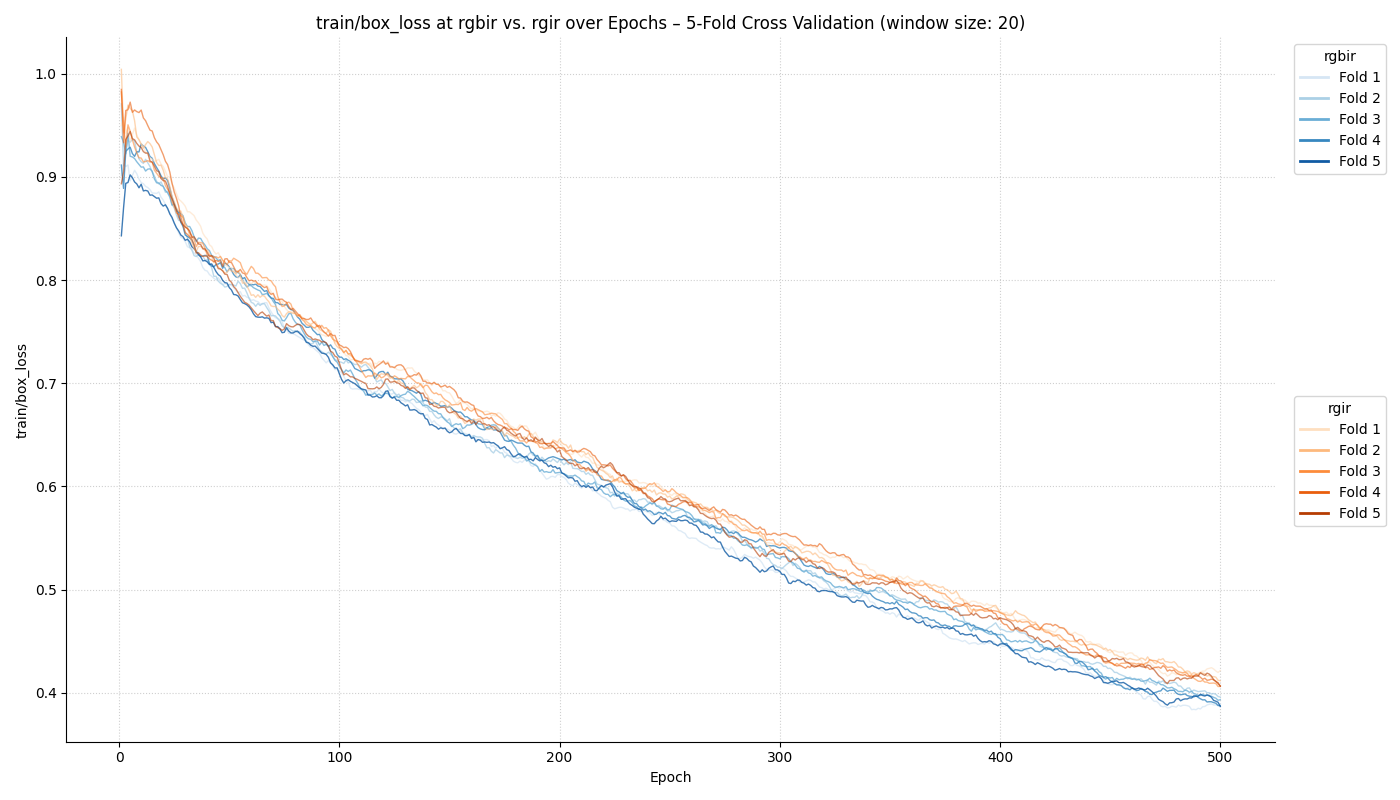 train/box_loss at rgbir vs. rgir over Epochs – 5-Fold Cross Validation (window size: 20)
train/box_loss
1.0
0.9
0.8
0.7
0.6
0.5
0.4
0 100 200 300 400 500
Epoch
rgbir
Fold 1
Fold 2
Fold 3
Fold 4
Fold 5
rgir
Fold 1
Fold 2
Fold 3
Fold 4
Fold 5